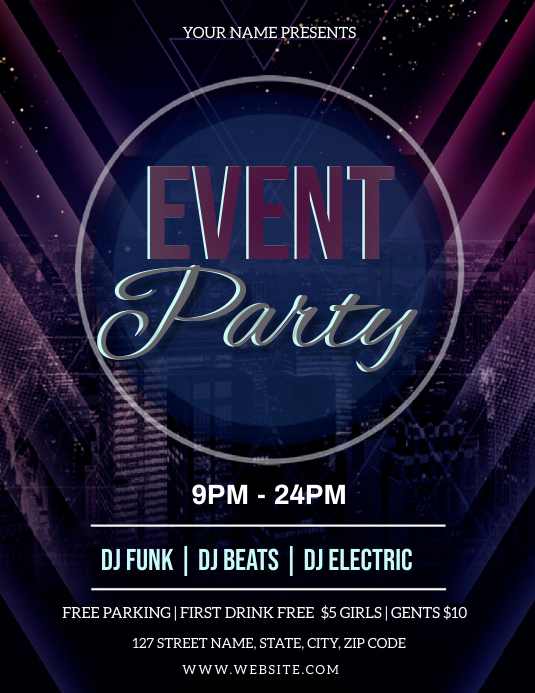 YOUR NAME PRESENTS
EVENT
Party
9PM - 24PM
DJ FUNK | DJ BEATS | DJ ELECTRIC
FREE PARKING | FIRST DRINK FREE $5 GIRLS | GENTS $10
127 STREET NAME, STATE, CITY, ZIP CODE
WWW.WEBSITE.COM